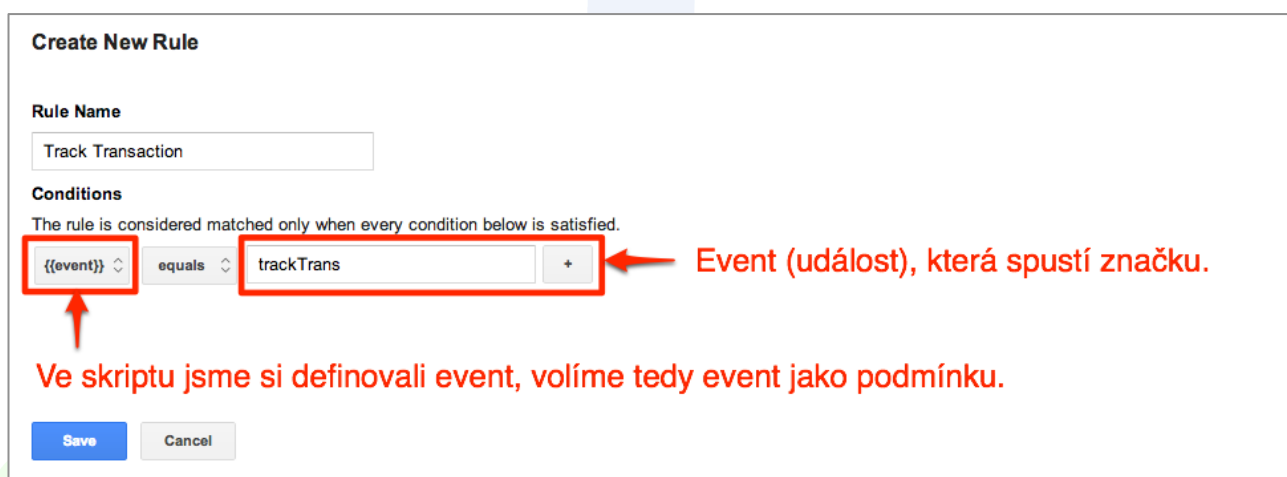 Create New Rule
Rule Name
Track Transaction
Conditions
The rule is considered matched only when every condition below is satisfied.
{{event}} equals trackTrans + Event (událost), která spustí značku.
Ve skriptu jsme si definovali event, volíme tedy event jako podmínku.
Save Cancel